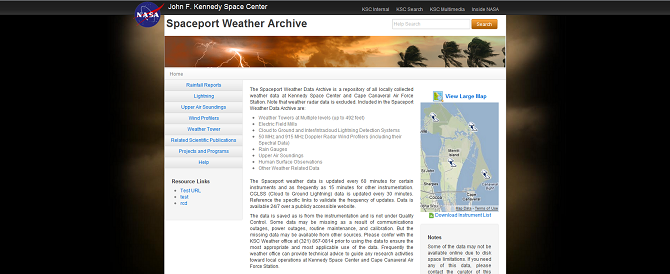 NASA
John F. Kennedy Space Center
KSC Internal KSC Search KSC Multimedia Inside NASA
Spaceport Weather Archive
Help Search
Search
Home
Rainfall Reports
Lightning
Upper Air Soundings
Wind Profilers
Weather Tower
Related Scientific Publications
Projects and Programs
Help
Resource Links
Test URL
test
rcd
The Spaceport Weather Data Archive is a repository of all locally collected
weather data at Kennedy Space Center and Cape Canaveral Air Force
Station. Note that weather radar data is excluded. Included in the Spaceport
Weather Data Archive are:
Weather Towers at Multiple levels (up to 492 feet)
Electric Field Mills
Cloud to Ground and Inter/Intracloud Lightning Detection Systems
50 MHz and 915 MHz Doppler Radar Wind Profilers (including their
Spectral Data)
Rain Gauges
Upper Air Soundings
Human Surface Observations
Other Weather Related Data
The Spaceport weather data is updated every 60 minutes for certain
instruments and as frequently as 15 minutes for other instrumentation.
CGLSS (Cloud to Ground Lightning) data is updated every 30 minutes.
Reference the specific links to validate the frequency of updates. Data is
available 24/7 over a publicly accessible website.
The data is saved as is from the instrumentation and is not under Quality
Control. Some data may be missing as a result of communications
outages, power outages, routine maintenance, and calibration. But the
missing data may be available from other sources. Please confer with the
KSC Weather office at (321) 867-0814 prior to using the data to ensure the
most appropriate and most applicable use of the data. Frequently the
weather office can provide technical advice to guide any research activities
toward local operations at Kennedy Space Center and Cape Canaveral Air
Force Station.
View Large Map
Merritt
Island
Sharpes
Cocoa
Map Data - Terms of Use
Download Instrument List
Notes
Some of the data may not be
available online due to disk
space limitations. If you need
any of this data, please
contact the curator of this